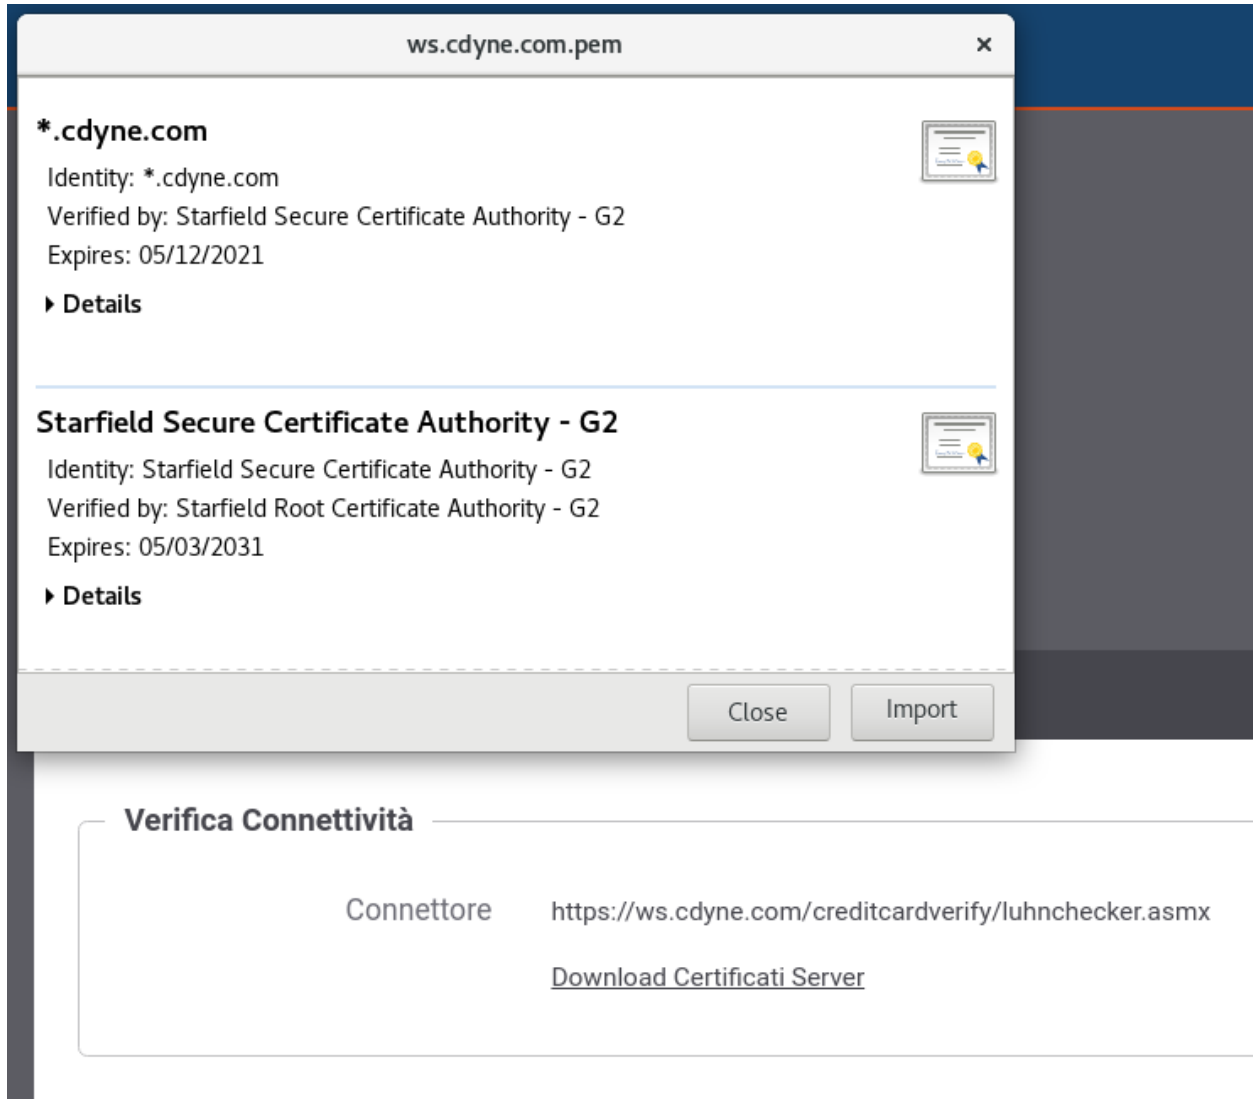 ws.cdyne.com.pem
*.cdyne.com
Identity: *.cdyne.com
Verified by: Starfield Secure Certificate Authority - G2
Expires: 05/12/2021
Details
Starfield Secure Certificate Authority - G2
Identity: Starfield Secure Certificate Authority - G2
Verified by: Starfield Root Certificate Authority - G2
Expires: 05/03/2031
Details
Close Import
Verifica Connettività
Connettore https://ws.cdyne.com/creditcardverify/luhnchecker.asmx
Download Certificati Server